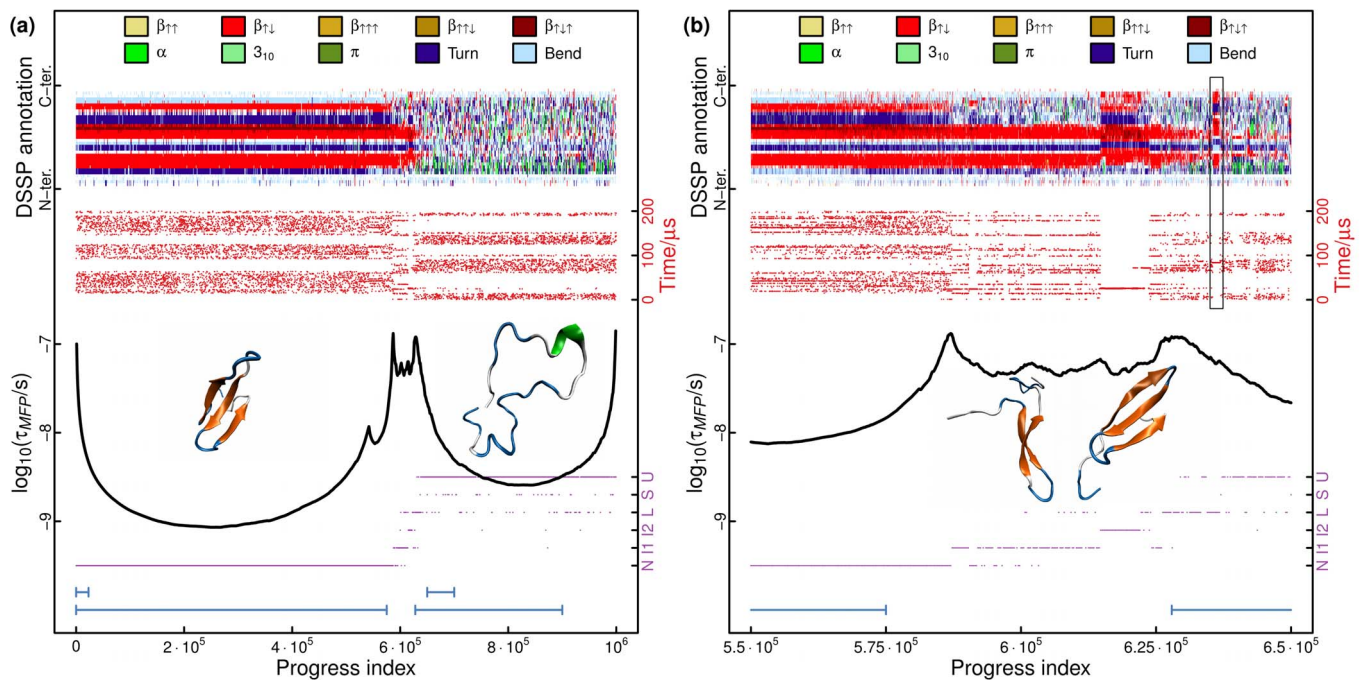 (a)
β↑↑ β↑↓ β↑↑↑ β↑↑↓ β↑↓↑
α 3₁₀ π Turn Bend
DSSP annotation
C-ter.
N-ter.
200
100
0
Time/µs
-7
-8
-9
log₁₀(τ_MFP/s)
N I1 I2 L S U
0 2·10⁵ 4·10⁵ 6·10⁵ 8·10⁵ 10⁶
Progress index
(b)
β↑↑ β↑↓ β↑↑↑ β↑↑↓ β↑↓↑
α 3₁₀ π Turn Bend
DSSP annotation
C-ter.
N-ter.
200
100
0
Time/µs
-7
-8
-9
log₁₀(τ_MFP/s)
N I1 I2 L S U
5.5·10⁵ 5.75·10⁵ 6·10⁵ 6.25·10⁵ 6.5·10⁵
Progress index